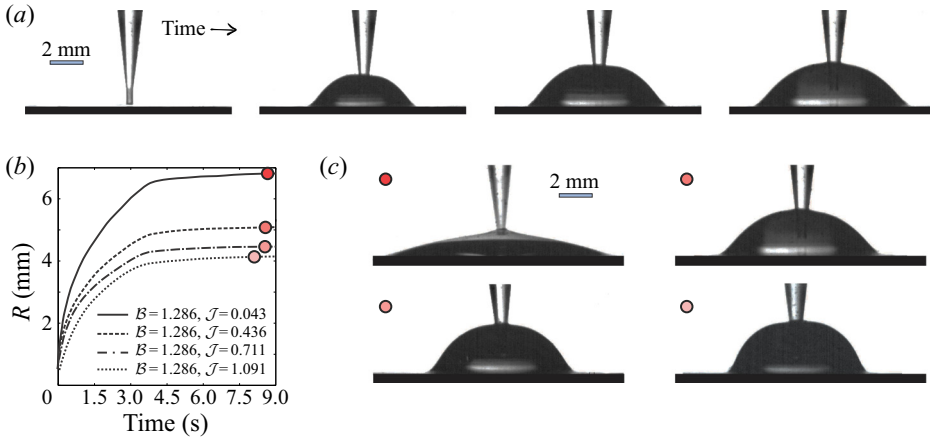 (a)
Time →
2 mm
(b)
R (mm)
6
4
2
0
1.5 3.0 4.5 6.0 7.5 9.0
Time (s)
ℬ = 1.286, 𝒥 = 0.043
ℬ = 1.286, 𝒥 = 0.436
ℬ = 1.286, 𝒥 = 0.711
ℬ = 1.286, 𝒥 = 1.091
(c)
2 mm